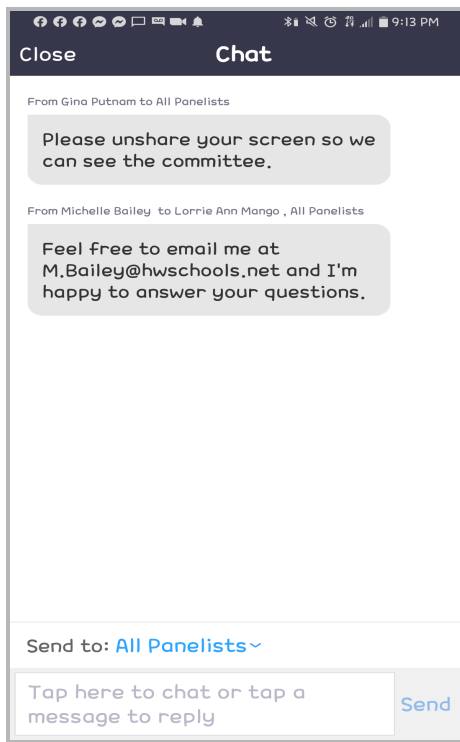 9:13 PM
Close
Chat
From Gina Putnam to All Panelists
Please unshare your screen so we
can see the committee.
From Michelle Bailey to Lorrie Ann Mango , All Panelists
Feel free to email me at
M.Bailey@hwschools.net and I'm
happy to answer your questions.
Send to: All Panelists
Tap here to chat or tap a
message to reply
Send